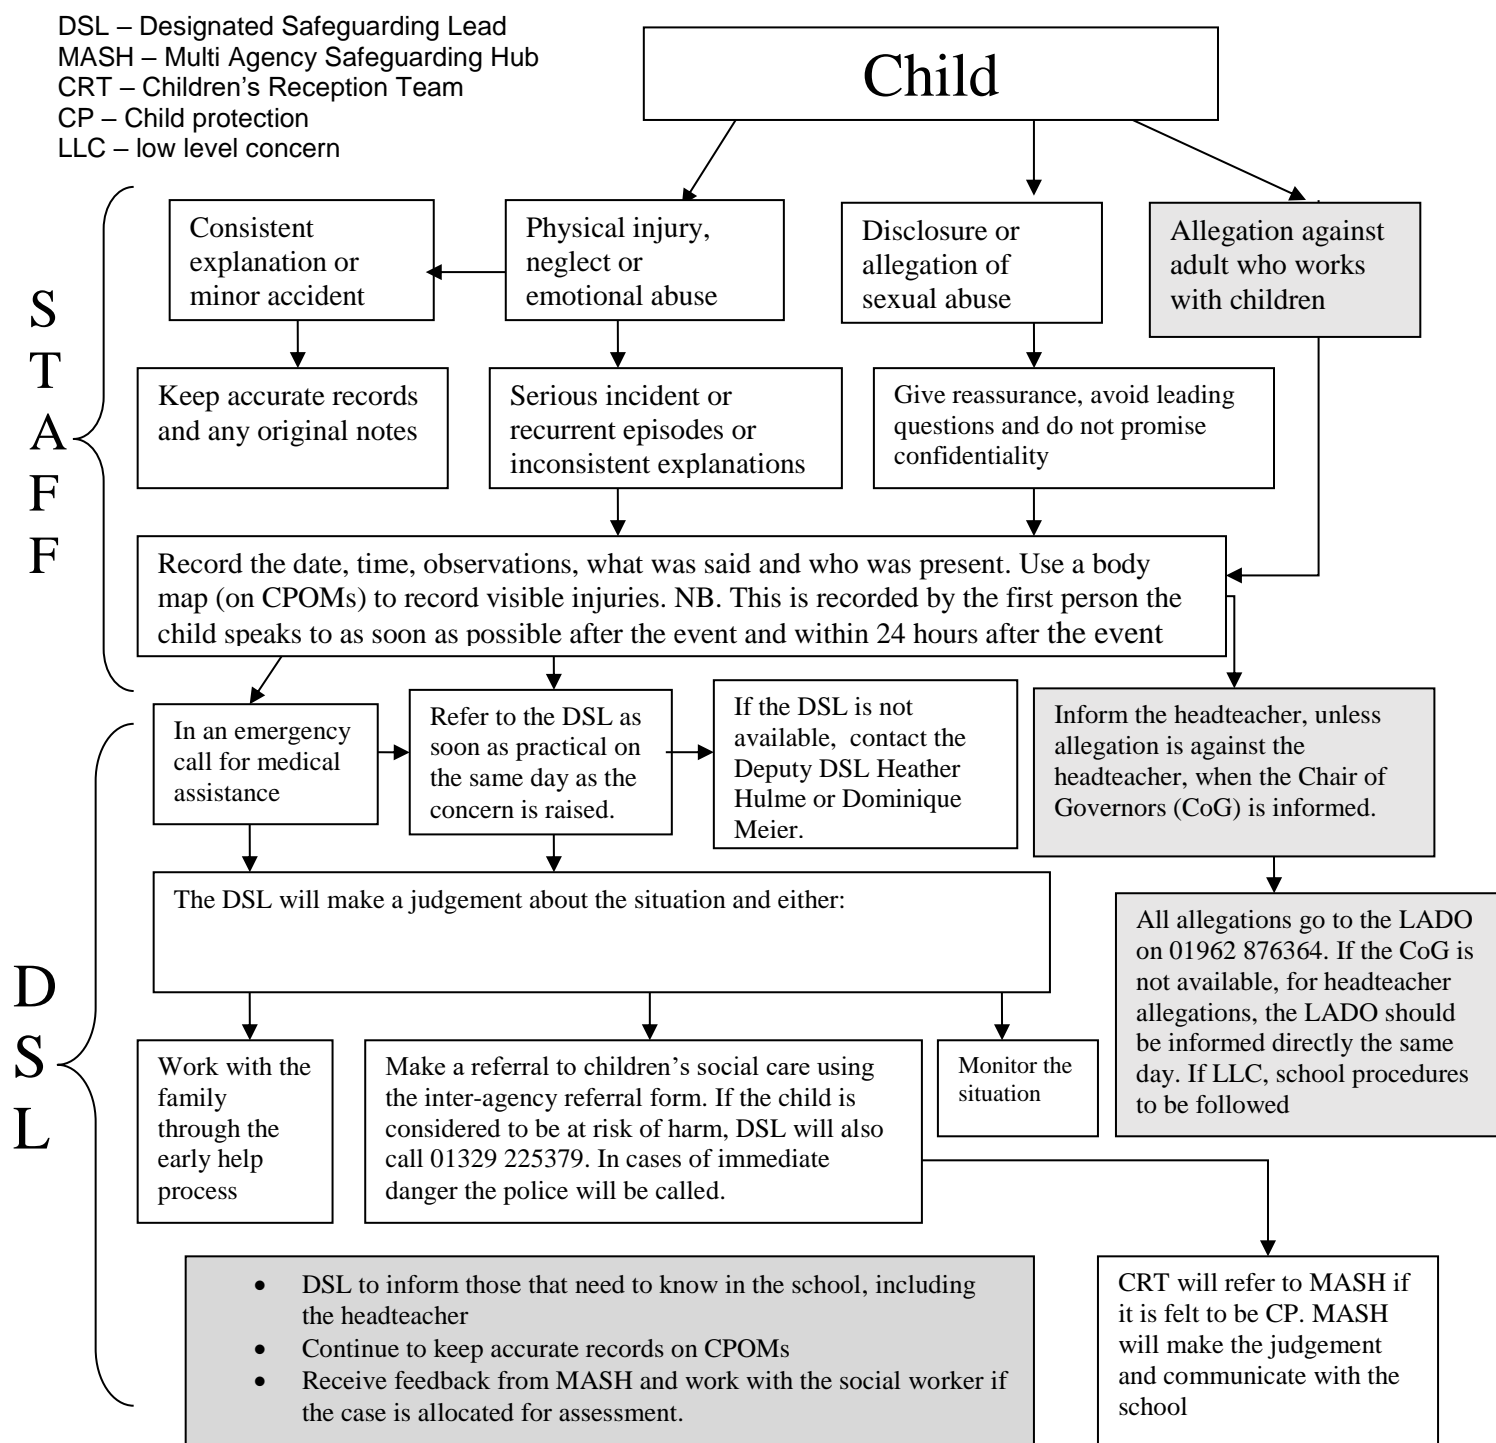 DSL – Designated Safeguarding Lead
MASH – Multi Agency Safeguarding Hub
CRT – Children's Reception Team
CP – Child protection
LLC – low level concern
Child
S
T
A
F
F
Consistent
explanation or
minor accident
Physical injury,
neglect or
emotional abuse
Disclosure or
allegation of
sexual abuse
Allegation against
adult who works
with children
Keep accurate records
and any original notes
Serious incident or
recurrent episodes or
inconsistent explanations
Give reassurance, avoid leading
questions and do not promise
confidentiality
Record the date, time, observations, what was said and who was present. Use a body
map (on CPOMs) to record visible injuries. NB. This is recorded by the first person the
child speaks to as soon as possible after the event and within 24 hours after the event
D
S
L
In an emergency
call for medical
assistance
Refer to the DSL as
soon as practical on
the same day as the
concern is raised.
If the DSL is not
available, contact the
Deputy DSL Heather
Hulme or Dominique
Meier.
Inform the headteacher, unless
allegation is against the
headteacher, when the Chair of
Governors (CoG) is informed.
The DSL will make a judgement about the situation and either:
All allegations go to the LADO
on 01962 876364. If the CoG is
not available, for headteacher
allegations, the LADO should
be informed directly the same
day. If LLC, school procedures
to be followed
Work with the
family
through the
early help
process
Make a referral to children's social care using
the inter-agency referral form. If the child is
considered to be at risk of harm, DSL will also
call 01329 225379. In cases of immediate
danger the police will be called.
Monitor the
situation
• DSL to inform those that need to know in the school, including
the headteacher
• Continue to keep accurate records on CPOMs
• Receive feedback from MASH and work with the social worker if
the case is allocated for assessment.
CRT will refer to MASH if
it is felt to be CP. MASH
will make the judgement
and communicate with the
school